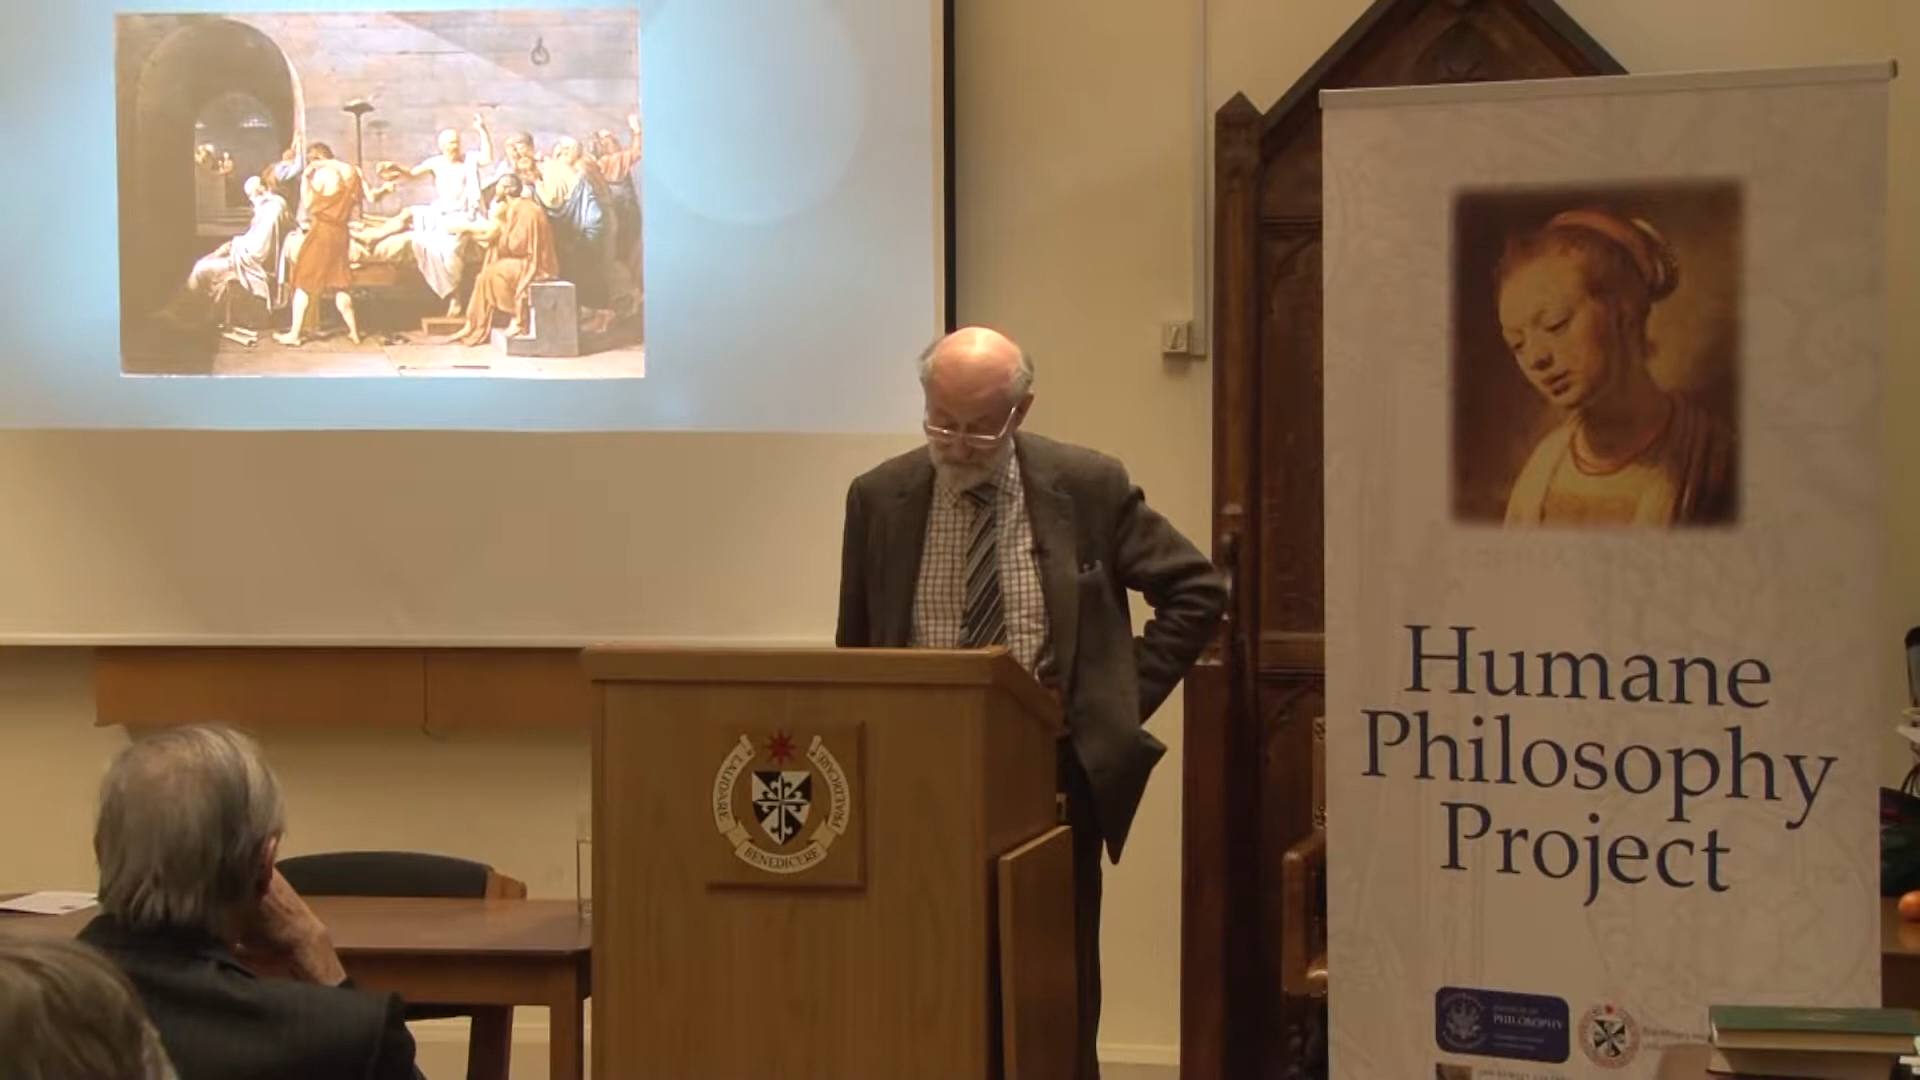 Humane
Philosophy
Project
LAUDARE
BENEDICERE
PRAEDICARE
PHILOSOPHY